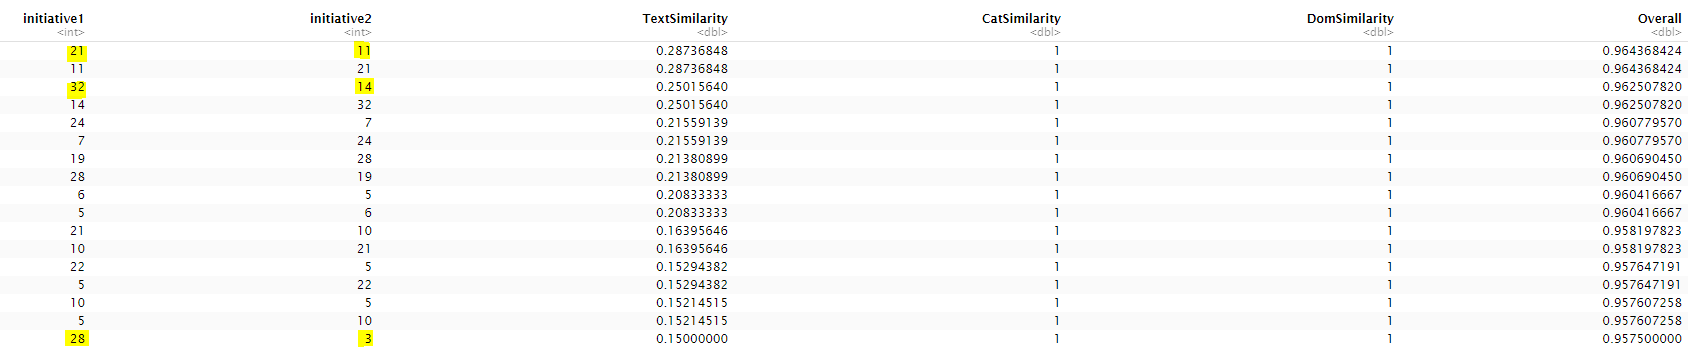 initiative1 initiative2 TextSimilarity CatSimilarity DomSimilarity Overall
<int> <int> <dbl> <dbl> <dbl> <dbl>
21 11 0.28736848 1 1 0.964368424
11 21 0.28736848 1 1 0.964368424
32 14 0.25015640 1 1 0.962507820
14 32 0.25015640 1 1 0.962507820
24 7 0.21559139 1 1 0.960779570
7 24 0.21559139 1 1 0.960779570
19 28 0.21380899 1 1 0.960690450
28 19 0.21380899 1 1 0.960690450
6 5 0.20833333 1 1 0.960416667
5 6 0.20833333 1 1 0.960416667
21 10 0.16395646 1 1 0.958197823
10 21 0.16395646 1 1 0.958197823
22 5 0.15294382 1 1 0.957647191
5 22 0.15294382 1 1 0.957647191
10 5 0.15214515 1 1 0.957607258
5 10 0.15214515 1 1 0.957607258
28 3 0.15000000 1 1 0.957500000